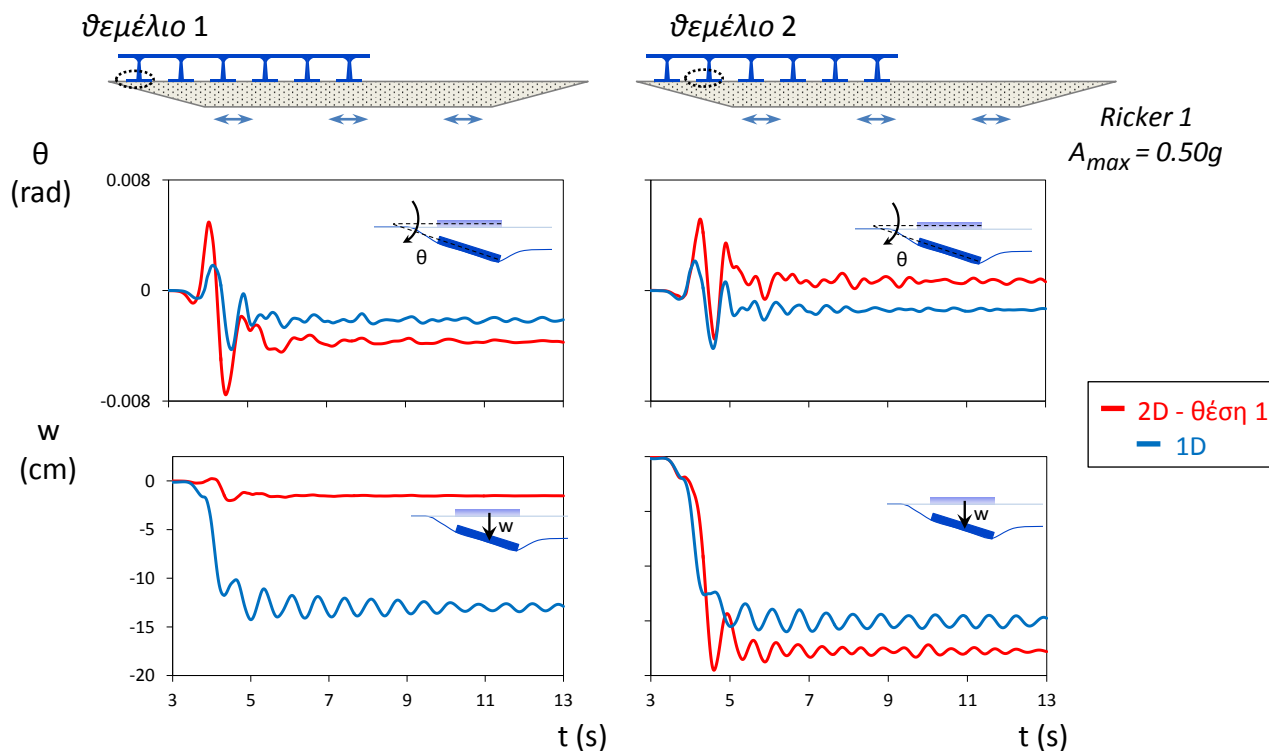 ϑεμέλιο 1
ϑεμέλιο 2
Ricker 1
A_max = 0.50g
θ
(rad)
0.008
0
-0.008
θ
θ
2D - θέση 1
1D
w
(cm)
0
-5
-10
-15
-20
w
w
3 5 7 9 11 13
3 5 7 9 11 13
t (s)
t (s)